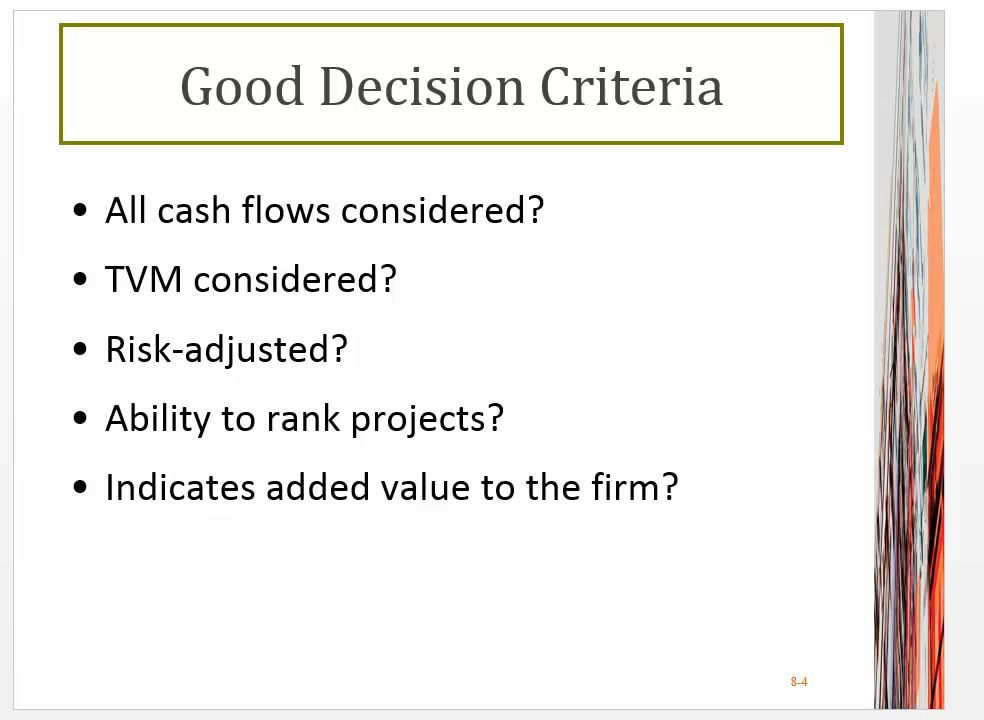 Good Decision Criteria
• All cash flows considered?
• TVM considered?
• Risk-adjusted?
• Ability to rank projects?
• Indicates added value to the firm?
8-4